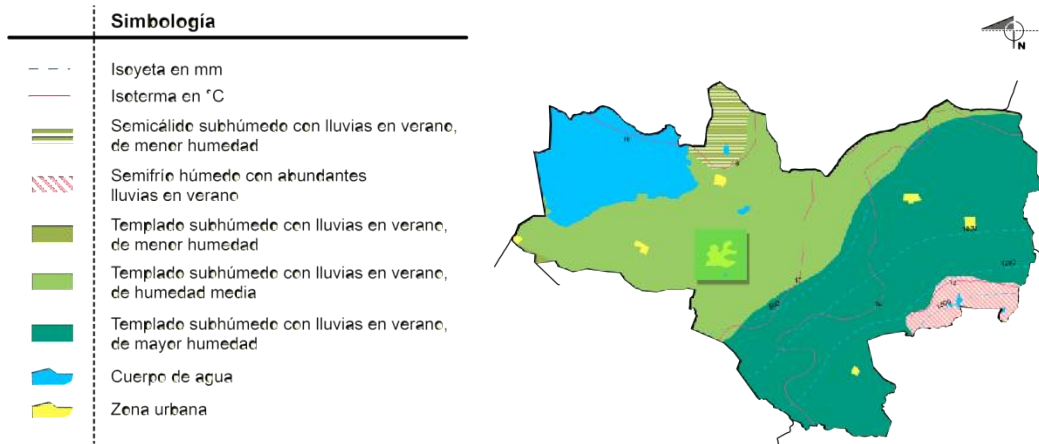 Simbología
N
Isoyeta en mm
Isoterma en °C
Semicálido subhúmedo con lluvias en verano,
de menor humedad
Semifrío húmedo con abundantes
lluvias en verano
Templado subhúmedo con lluvias en verano,
de menor humedad
Templado subhúmedo con lluvias en verano,
de humedad media
Templado subhúmedo con lluvias en verano,
de mayor humedad
Cuerpo de agua
Zona urbana